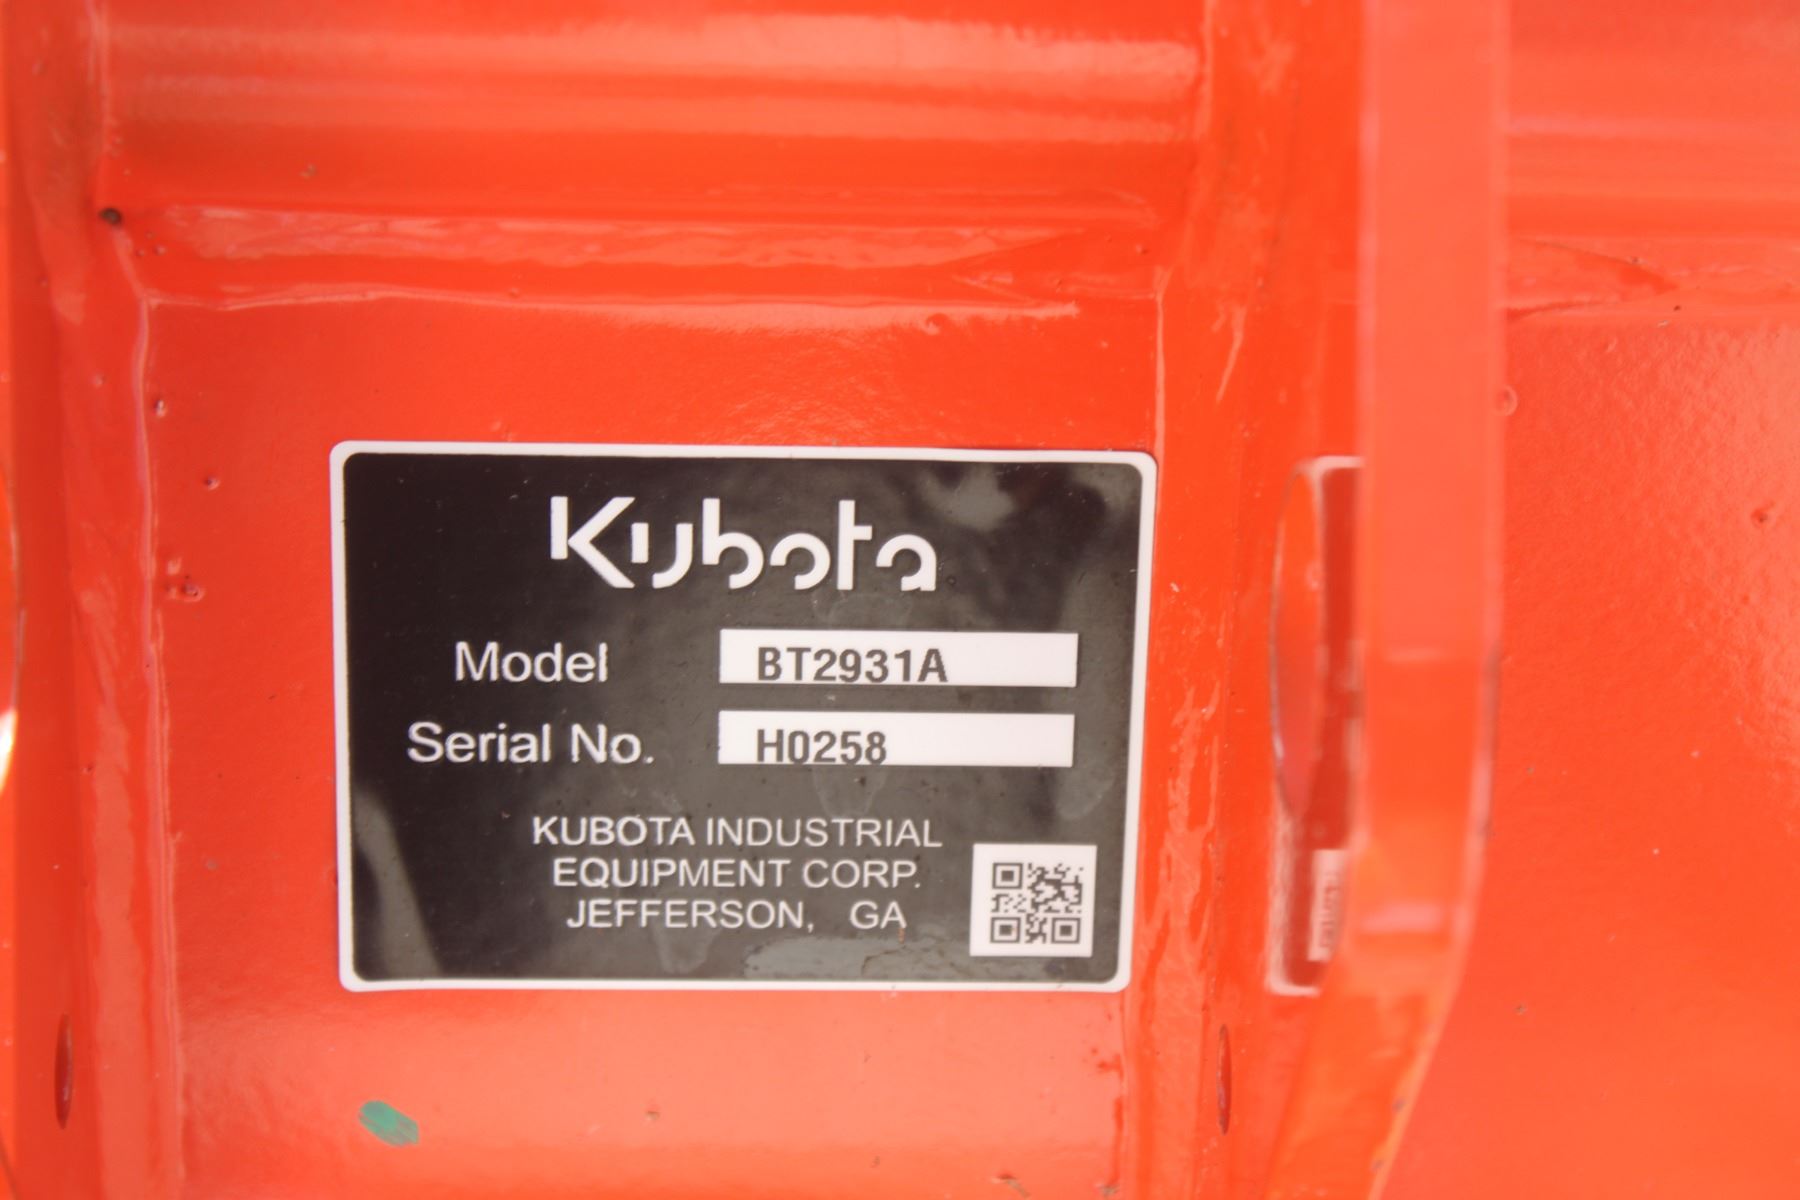 Kubota
Model BT2931A
Serial No. H0258
KUBOTA INDUSTRIAL
EQUIPMENT CORP.
JEFFERSON, GA